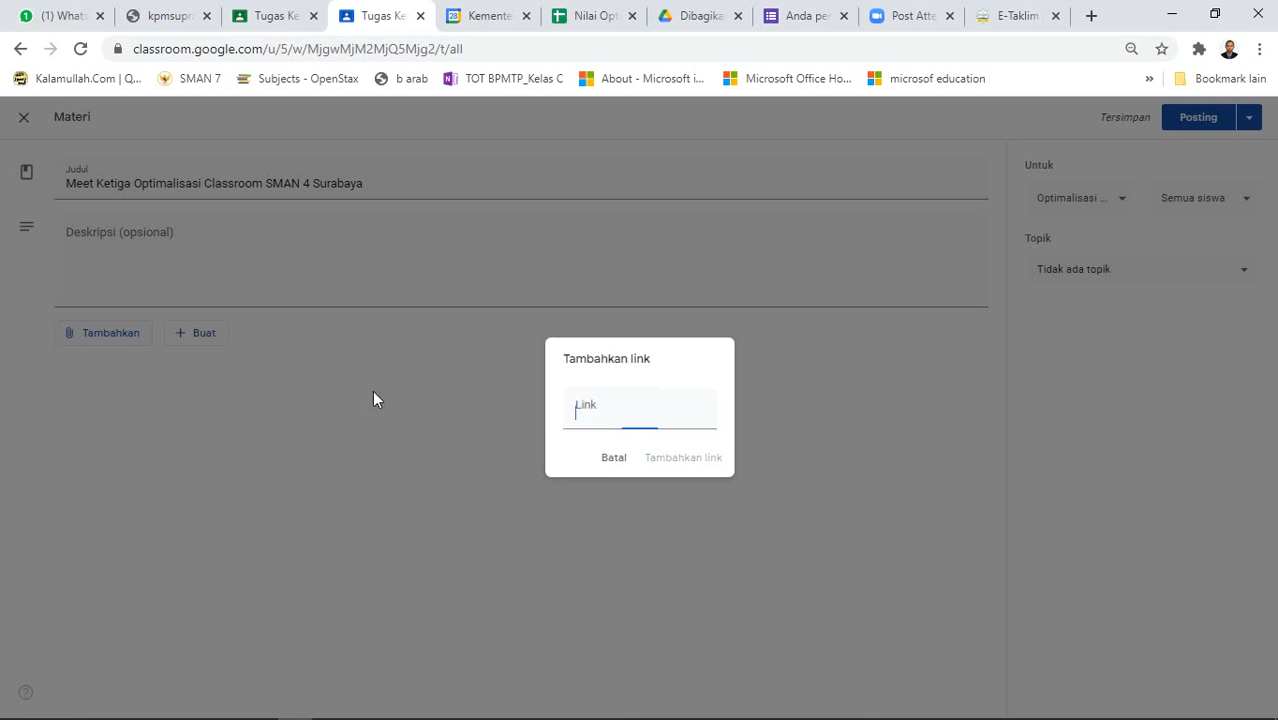 (1) Whats
kpmsupra
Tugas Ke
Tugas Ke
Kemente
Nilai Opt
Dibagika
Anda per
Post Atte
E-Taklim
classroom.google.com/u/5/w/MjgwMjM2MjQ5Mjg2/t/all
Kalamullah.Com | Q...
SMAN 7
Subjects - OpenStax
b arab
TOT BPMTP_Kelas C
About - Microsoft i...
Microsoft Office Ho...
microsof education
»
Bookmark lain
Materi
Tersimpan
Posting
Judul
Meet Ketiga Optimalisasi Classroom SMAN 4 Surabaya
Deskripsi (opsional)
Tambahkan
Buat
Untuk
Optimalisasi ...
Semua siswa
Topik
Tidak ada topik
Tambahkan link
Link
Batal
Tambahkan link